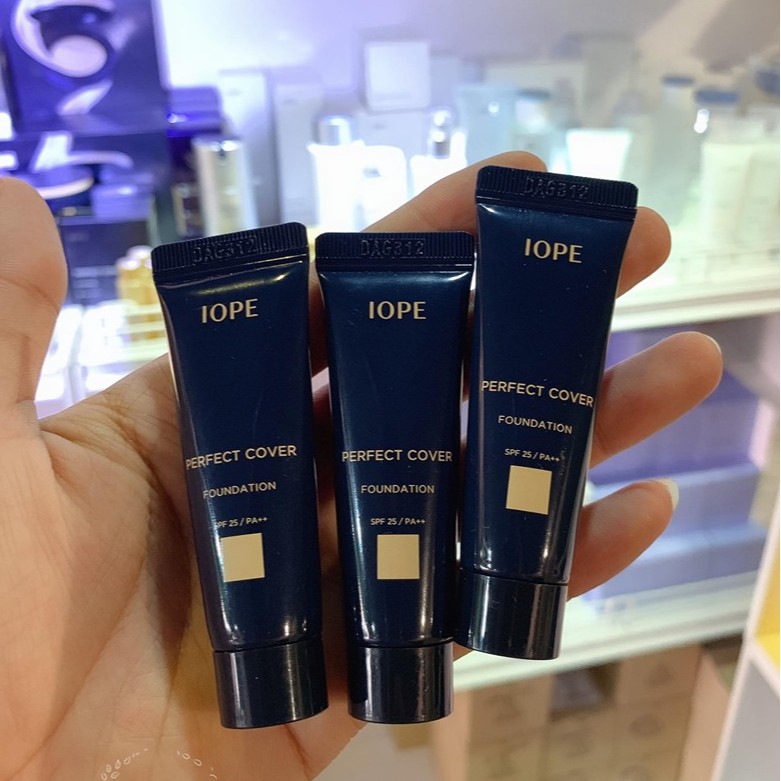 DAG312
IOPE
PERFECT COVER
FOUNDATION
SPF 25 / PA++
DAG312
IOPE
PERFECT COVER
FOUNDATION
SPF 25 / PA++
DAG312
IOPE
PERFECT COVER
FOUNDATION
SPF 25 / PA++